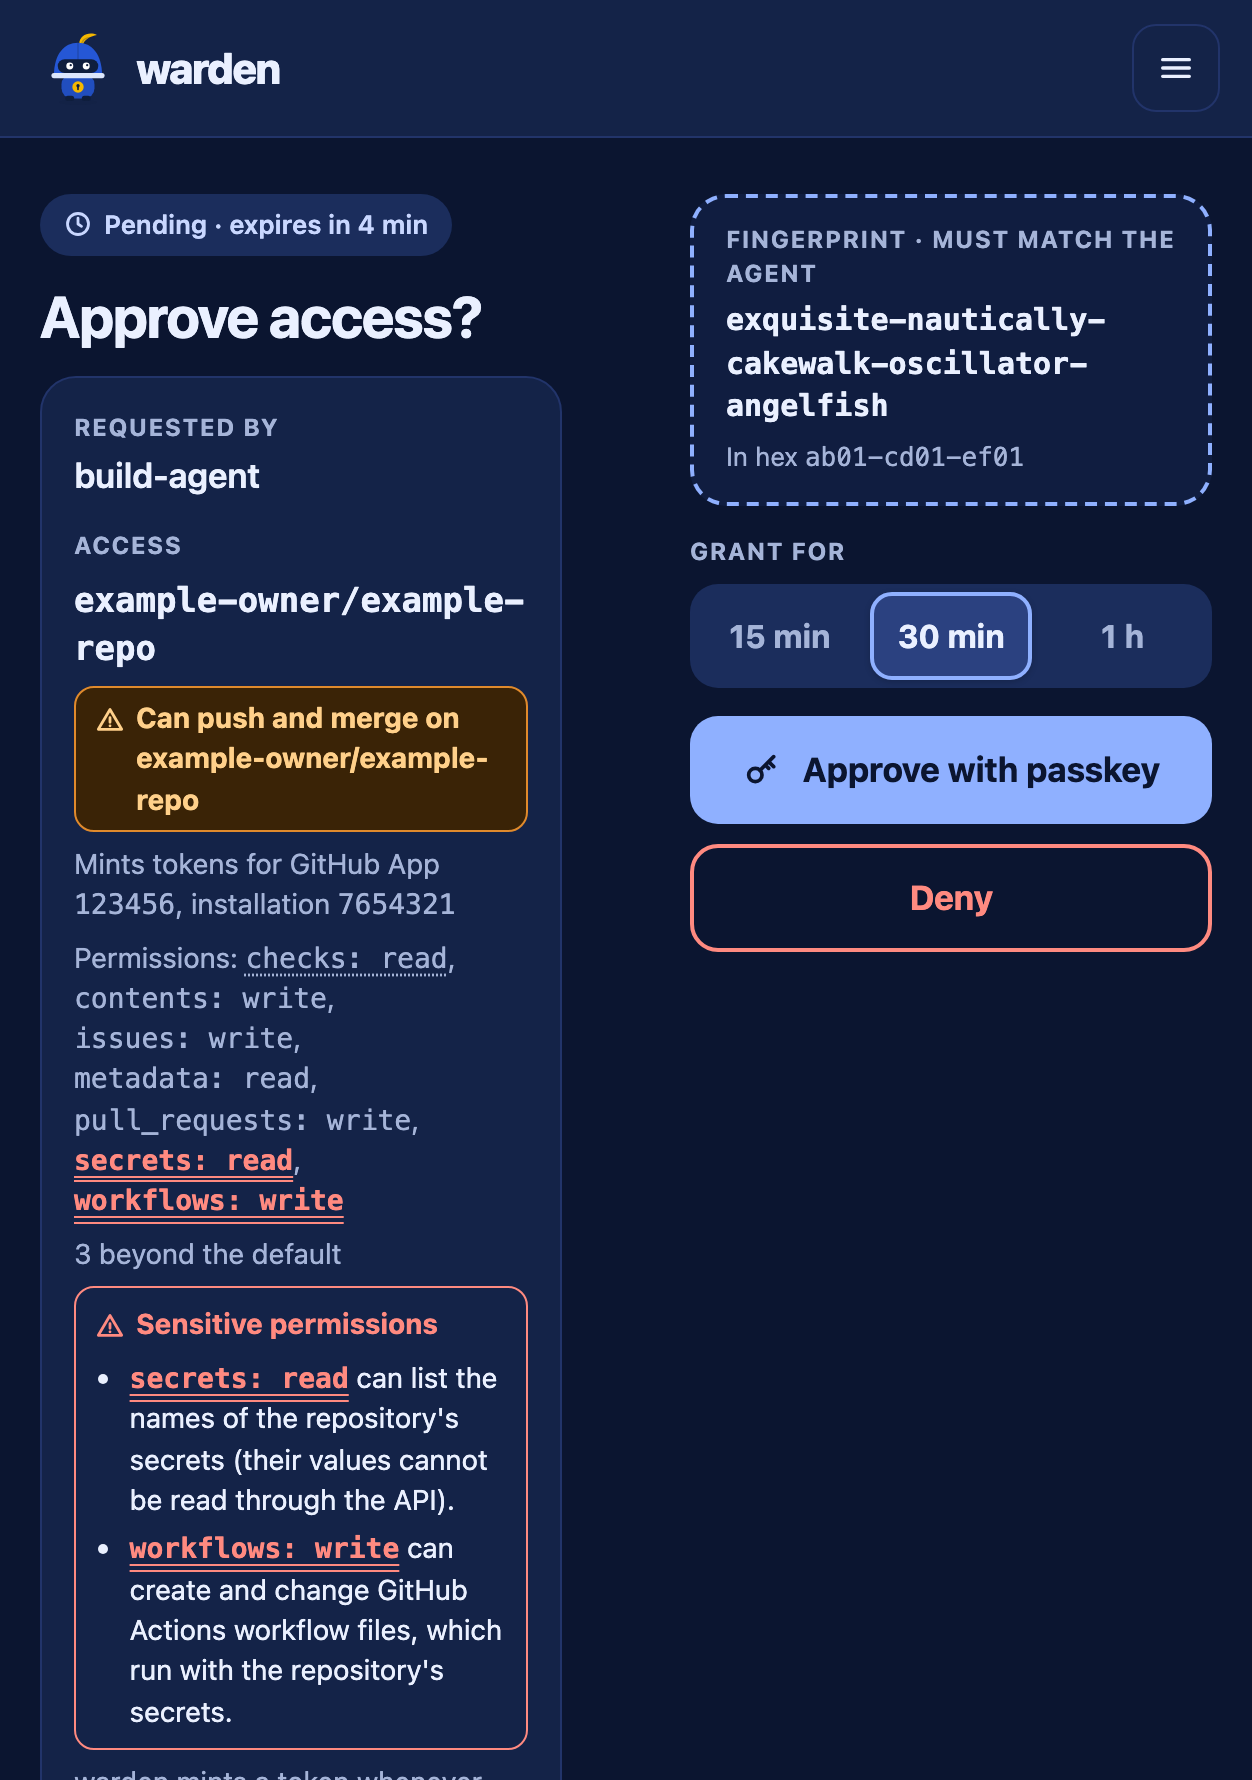 warden
Pending · expires in 4 min
Approve access?
REQUESTED BY
build-agent
ACCESS
example-owner/example-
repo
Can push and merge on
example-owner/example-
repo
Mints tokens for GitHub App
123456, installation 7654321
Permissions: checks: read,
contents: write,
issues: write,
metadata: read,
pull_requests: write,
secrets: read,
workflows: write
3 beyond the default
Sensitive permissions
• secrets: read can list the
names of the repository's
secrets (their values cannot
be read through the API).
• workflows: write can
create and change GitHub
Actions workflow files, which
run with the repository's
secrets.
warden mints a token whenever
FINGERPRINT · MUST MATCH THE
AGENT
exquisite-nautically-
cakewalk-oscillator-
angelfish
In hex ab01-cd01-ef01
GRANT FOR
15 min
30 min
1 h
Approve with passkey
Deny